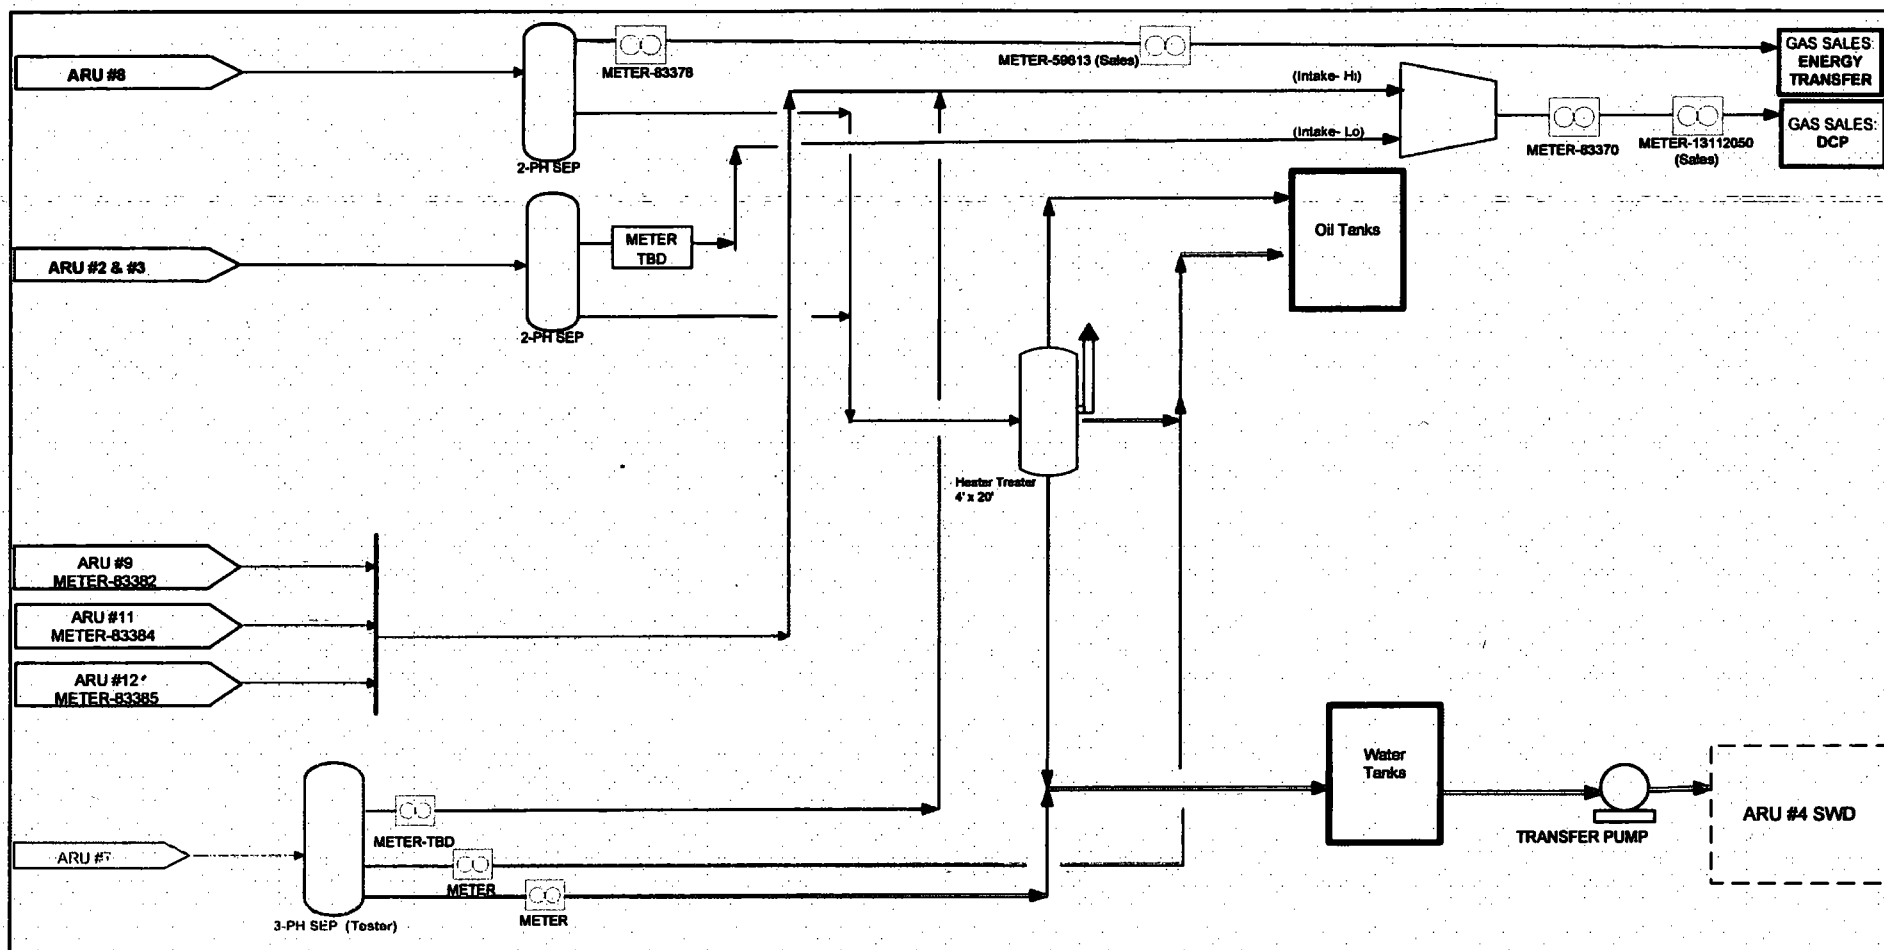 ARU #8
2-PH SEP
METER-83378
METER-59613 (Sales)
GAS SALES:
ENERGY
TRANSFER
(Intake- Hi)
(Intake- Lo)
METER-83370
METER-13112050
(Sales)
GAS SALES:
DCP
ARU #2 & #3
2-PH SEP
METER
TBD
Oil Tanks
Heater Treater
4' x 20'
ARU #9
METER-83382
ARU #11
METER-83384
ARU #12
METER-83385
ARU #7
3-PH SEP (Tester)
METER-TBD
METER
METER
Water
Tanks
TRANSFER PUMP
ARU #4 SWD